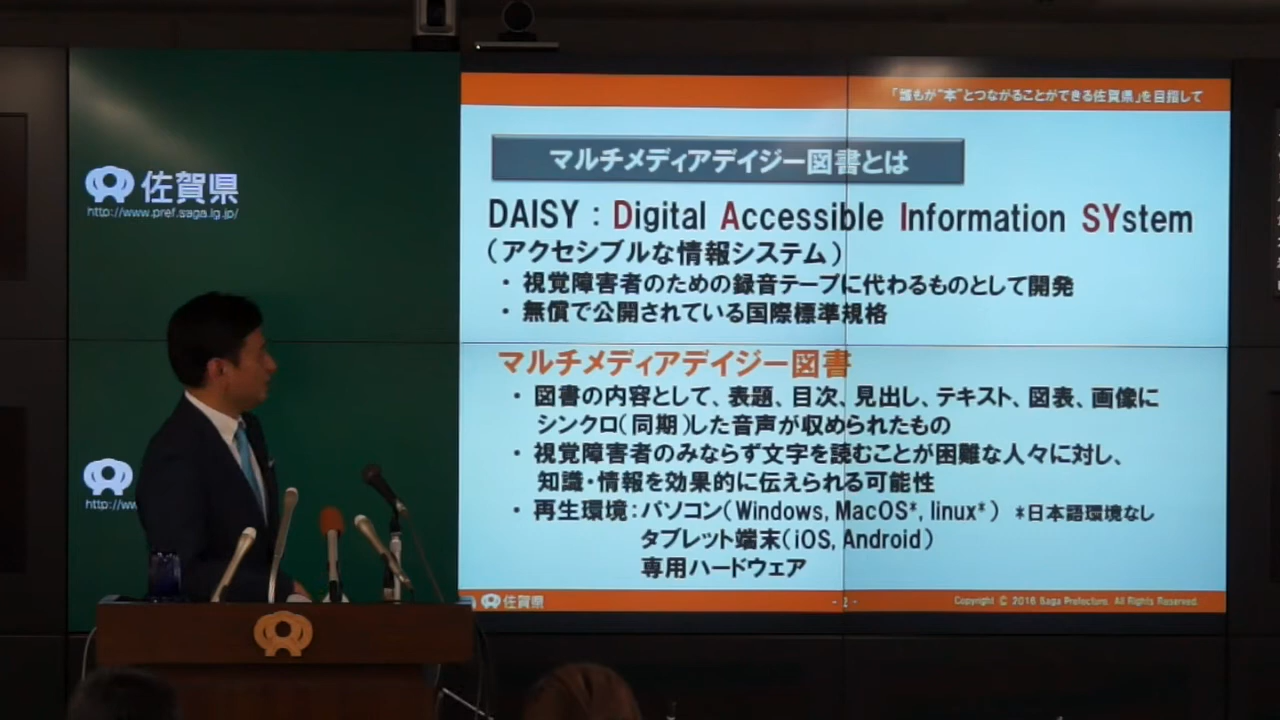 佐賀県
http://www.pref.saga.lg.jp/
http://ww
「誰もが"本"とつながることができる佐賀県」を目指して
マルチメディアデイジー図書とは
DAISY : Digital Accessible Information SYstem
(アクセシブルな情報システム)
・ 視覚障害者のための録音テープに代わるものとして開発
・ 無償で公開されている国際標準規格
マルチメディアデイジー図書
・ 図書の内容として、表題、目次、見出し、テキスト、図表、画像に
シンクロ(同期)した音声が収められたもの
・ 視覚障害者のみならず文字を読むことが困難な人々に対し、
知識・情報を効果的に伝えられる可能性
・ 再生環境:パソコン(Windows, MacOS*, linux*) *日本語環境なし
タブレット端末(iOS, Android)
専用ハードウェア
佐賀県
- 2 -
Copyright © 2016 Saga Prefecture. All Rights Reserved.